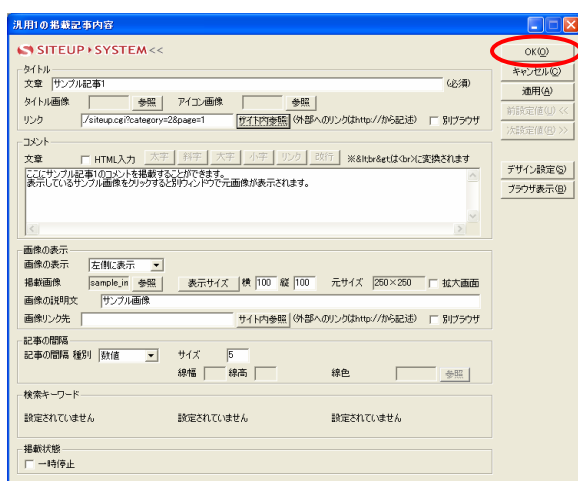 汎用1の掲載記事内容
SITEUP SYSTEM<<
OK(O)
キャンセル(C)
適用(A)
前設定値(U) <<
次設定値(R) >>
デザイン設定(S)
ブラウザ表示(B)
タイトル
文章 サンプル記事1 (必須)
タイトル画像 参照 アイコン画像 参照
リンク /siteup.cgi?category=2&page=1 サイト内参照 (外部へのリンクはhttp://から記述) 別ブラウザ
コメント
文章 HTML入力 太字 斜字 大字 小字 リンク 改行 ※&ltbr&gtは<br>に変換されます
ここにサンプル記事1のコメントを掲載することができます。
表示しているサンプル画像をクリックすると別ウィンドウで元画像が表示されます。
画像の表示
画像の表示 左側に表示
掲載画像 sample_in 参照 表示サイズ 横 100 縦 100 元サイズ 250×250 拡大画面
画像の説明文 サンプル画像
画像リンク先 サイト内参照 (外部へのリンクはhttp://から記述) 別ブラウザ
記事の間隔
記事の間隔 種別 数値 サイズ 5
線幅 線高 線色 参照
検索キーワード
設定されていません 設定されていません 設定されていません
掲載状態
一時停止